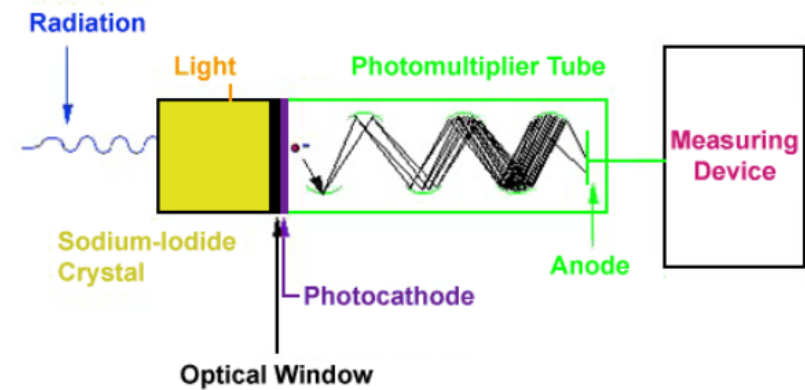 Radiation
Light
Photomultiplier Tube
Measuring
Device
Sodium-Iodide
Crystal
Anode
Photocathode
Optical Window